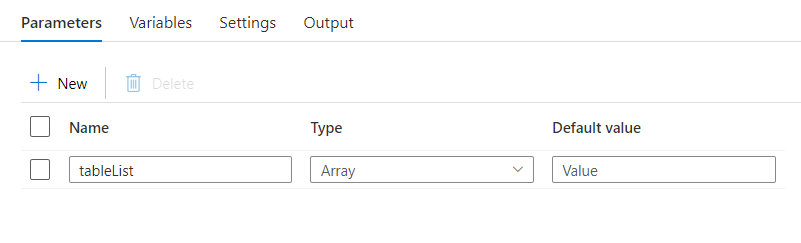 Parameters Variables Settings Output
New Delete
Name Type Default value
tableList Array Value